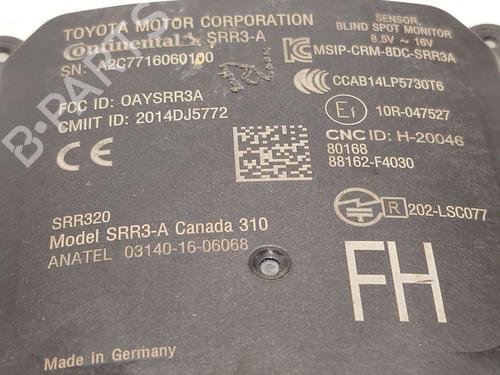 TOYOTA MOTOR CORPORATION
Continental SRR3-A
SN: A2C7716060100
FCC ID: OAYSRR3A
CMIIT ID: 2014DJ5772
CE
SENSOR,
BLIND SPOT MONITOR
8.5V ~ 16V
MSIP-CRM-8DC-SRR3A
CCAB14LP5730T6
E1 10R-047527
CNC ID: H-20046
80168
88162-F4030
R 202-LSC077
SRR320
Model SRR3-A Canada 310
ANATEL 03140-16-06068
FH
Made in Germany
B-PARTS